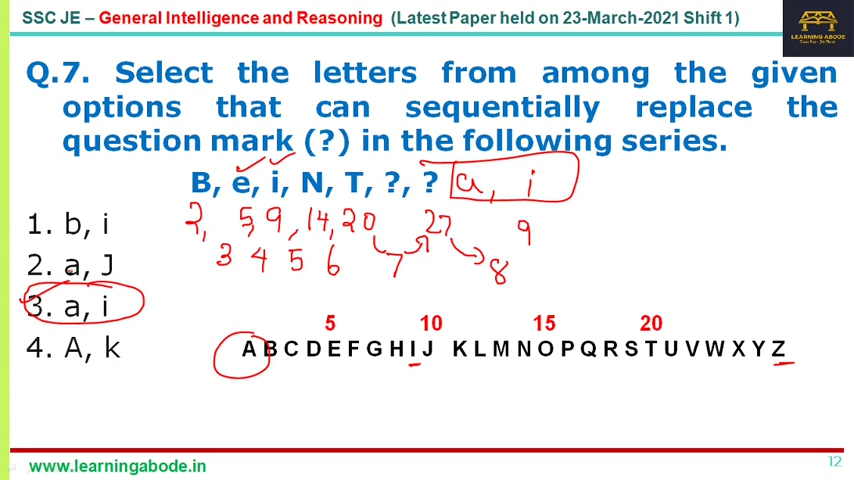 SSC JE – General Intelligence and Reasoning (Latest Paper held on 23-March-2021 Shift 1)
LEARNING ABODE
Q.7. Select the letters from among the given
options that can sequentially replace the
question mark (?) in the following series.
B, e, i, N, T, ?, ? a, i
1. b, i
2, 5, 9, 14, 20 27 9
3 4 5 6 7 8
2. a, J
3. a, i
5 10 15 20
4. A, k
A B C D E F G H I J K L M N O P Q R S T U V W X Y Z
www.learningabode.in
12